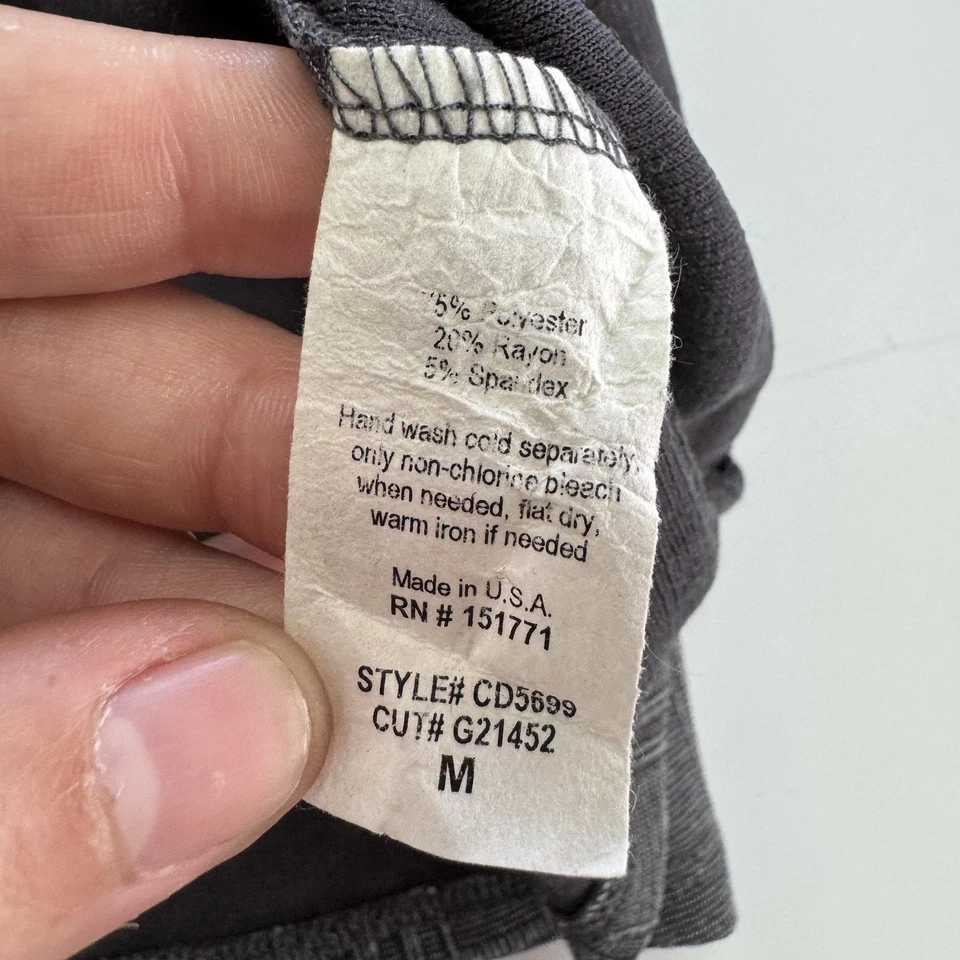 75% Polyester
20% Rayon
5% Spandex
Hand wash cold separately,
only non-chlorine bleach
when needed, flat dry,
warm iron if needed
Made in U.S.A.
RN # 151771
STYLE# CD5699
CUT# G21452
M